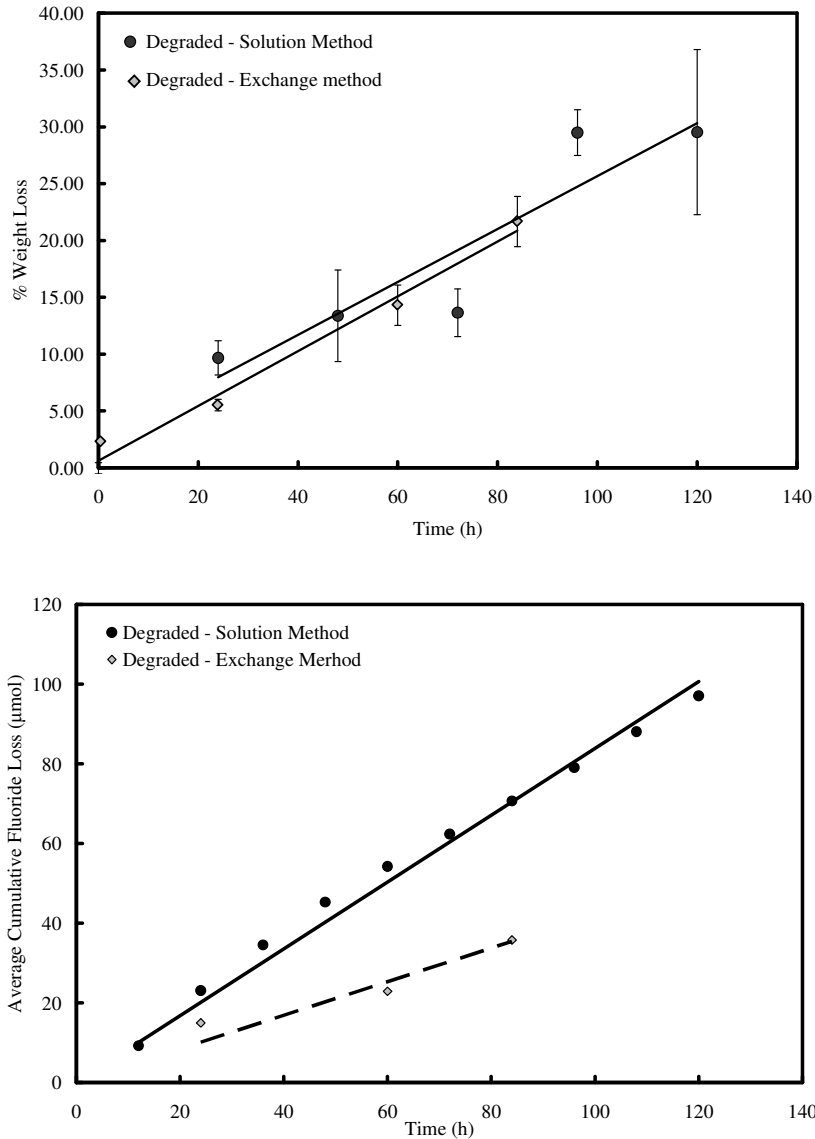 40.00
Degraded - Solution Method
35.00
Degraded - Exchange method
30.00
25.00
20.00
15.00
10.00
5.00
0.00
% Weight Loss
0 20 40 60 80 100 120 140
Time (h)
120
Degraded - Solution Method
Degraded - Exchange Merhod
100
80
60
40
20
0
Average Cumulative Fluoride Loss (μmol)
0 20 40 60 80 100 120 140
Time (h)